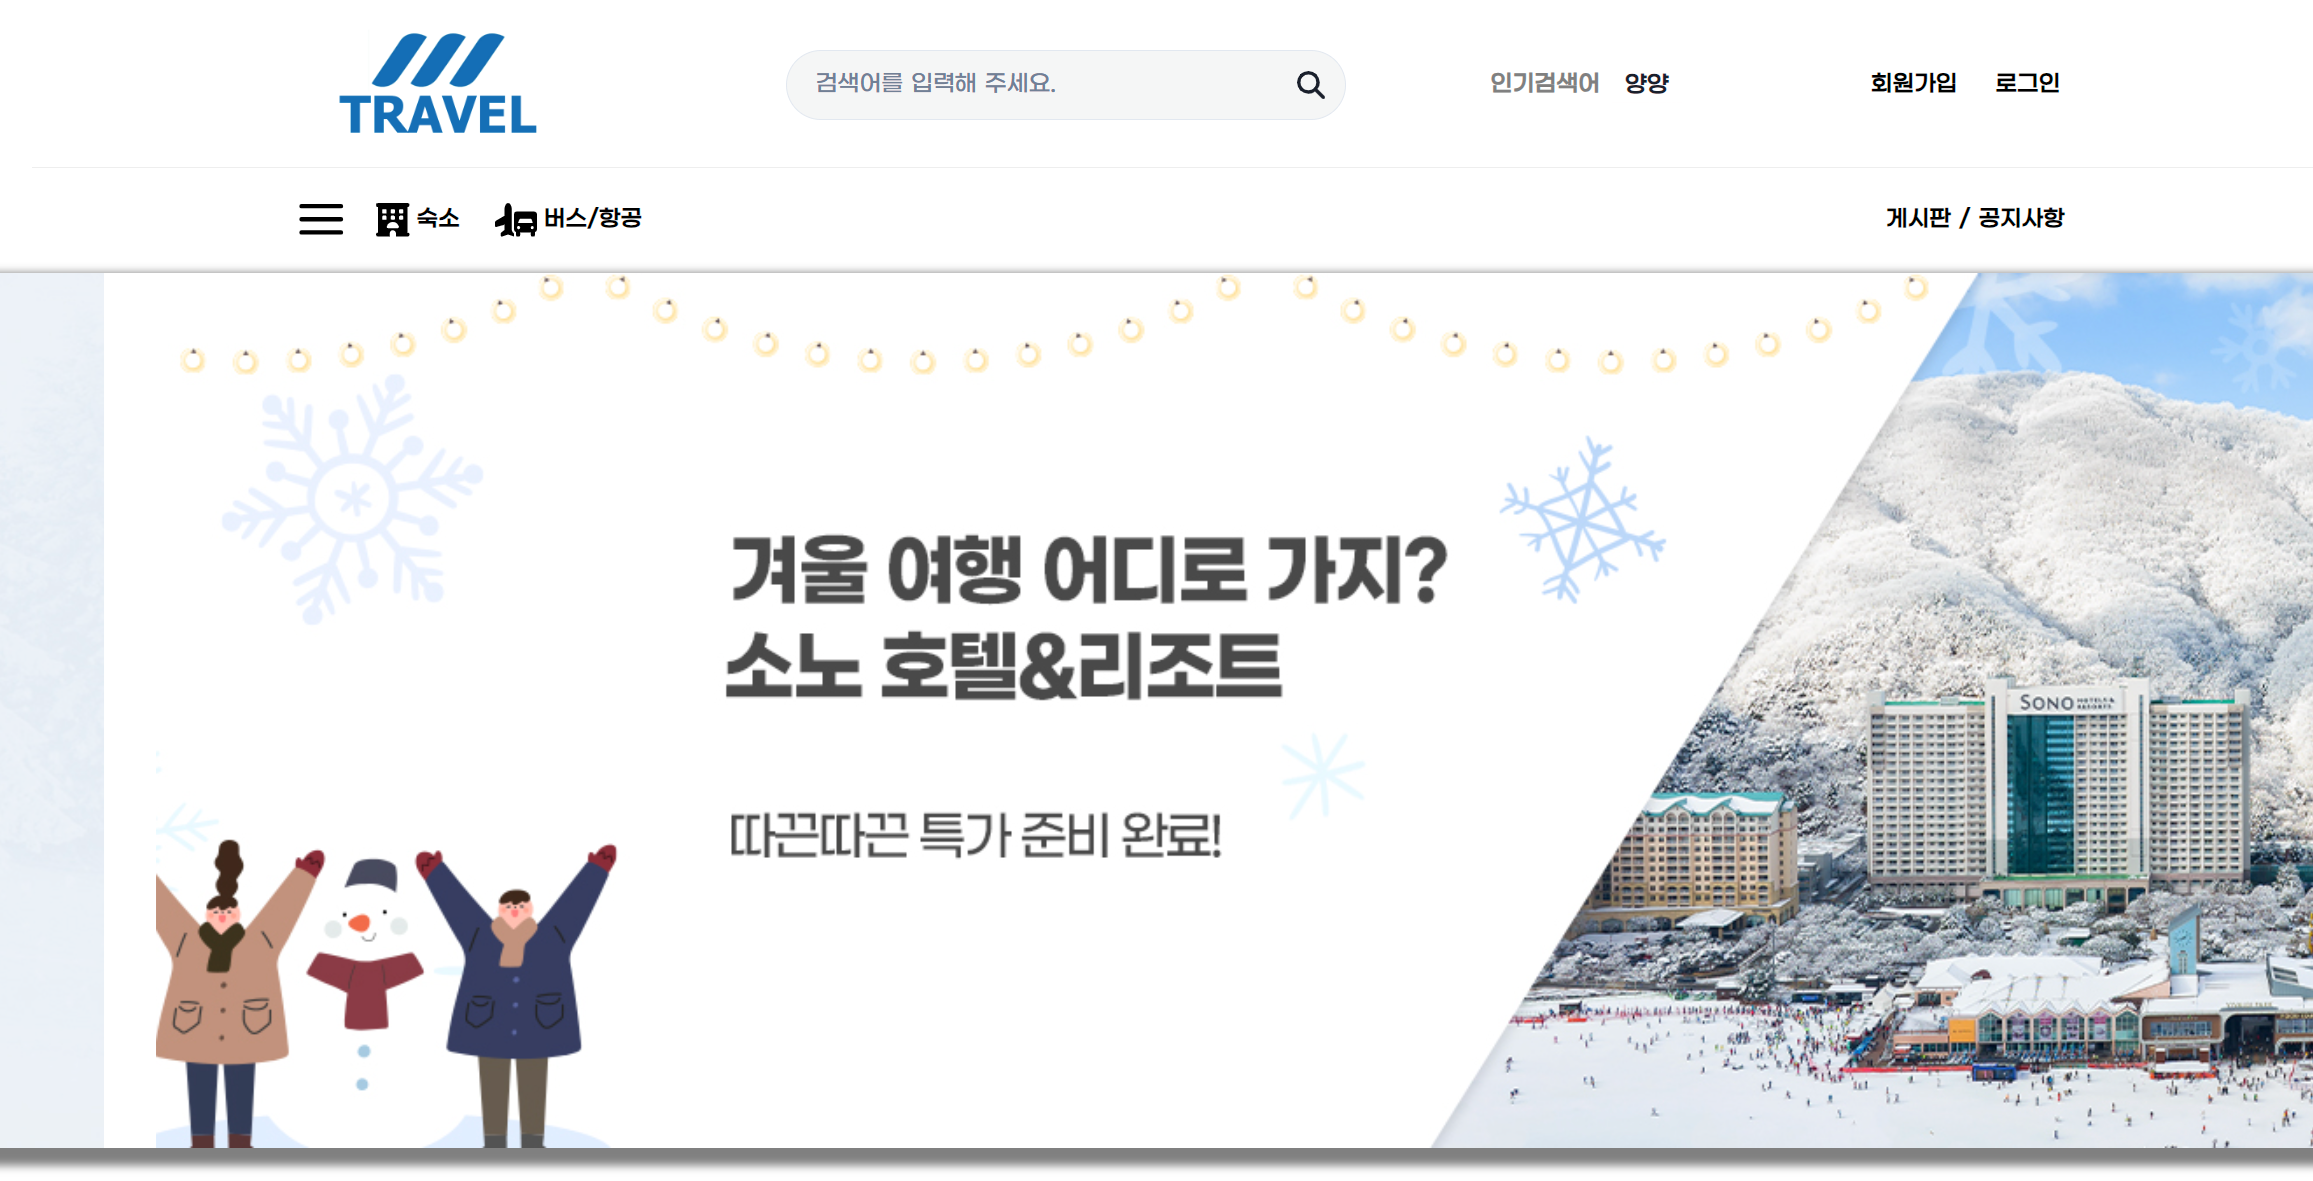 TRAVEL
검색어를 입력해 주세요.
인기검색어 양양
회원가입 로그인
숙소 버스/항공
게시판 / 공지사항
겨울 여행 어디로 가지?
소노 호텔&리조트
따끈따끈 특가 준비 완료!
SONO HOTELS & RESORTS